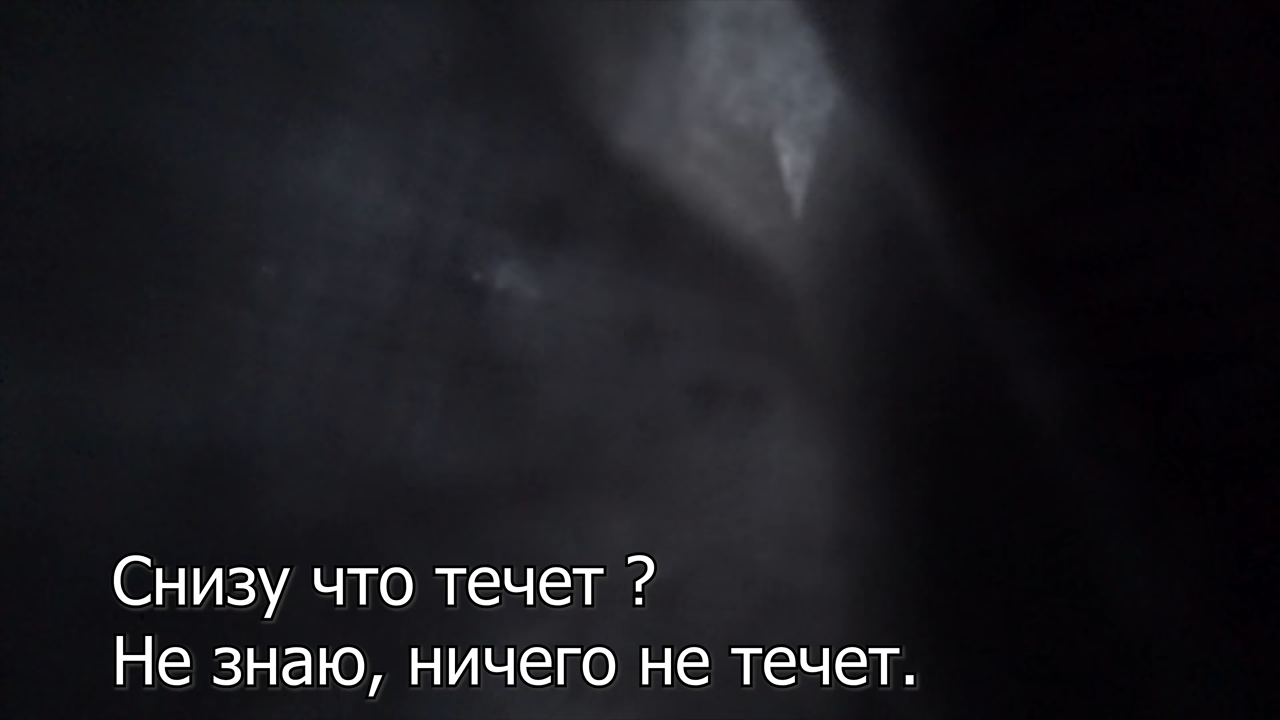 Снизу что течет ?
Не знаю, ничего не течет.